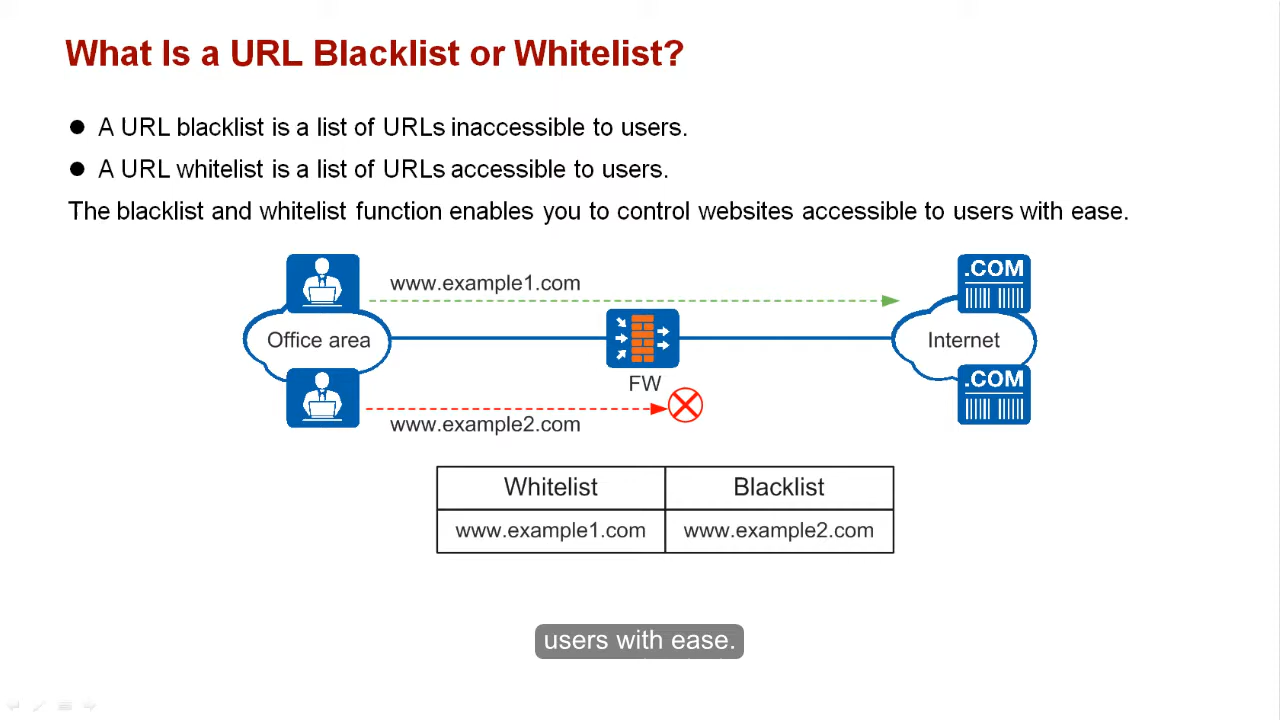 What Is a URL Blacklist or Whitelist?
● A URL blacklist is a list of URLs inaccessible to users.
● A URL whitelist is a list of URLs accessible to users.
The blacklist and whitelist function enables you to control websites accessible to users with ease.
.COM
www.example1.com
Office area
Internet
FW
.COM
www.example2.com
Whitelist Blacklist
www.example1.com www.example2.com
users with ease.